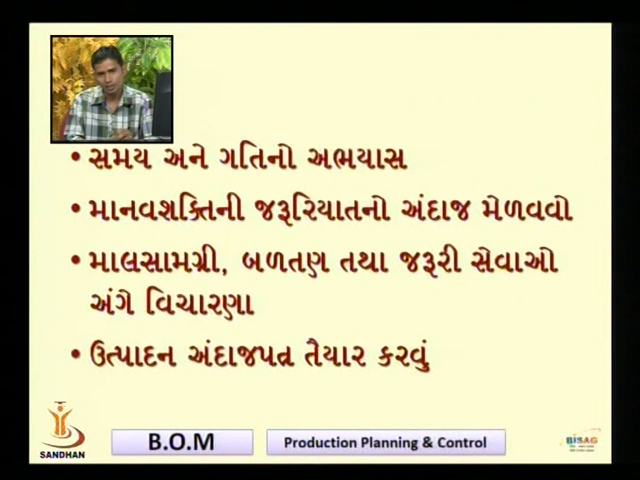 • સમય અને ગતિનો અભયાસ
• માનવશક્તિની જરૂરિયાતનો અંદાજ મેળવવો
• માલસામગ્રી, બળતણ તથા જરૂરી સેવાઓ
અંગે વિચારણા
• ઉત્પાદન અંદાજપત્ર તૈયાર કરવું
SANDHAN
B.O.M
Production Planning & Control
BISAG